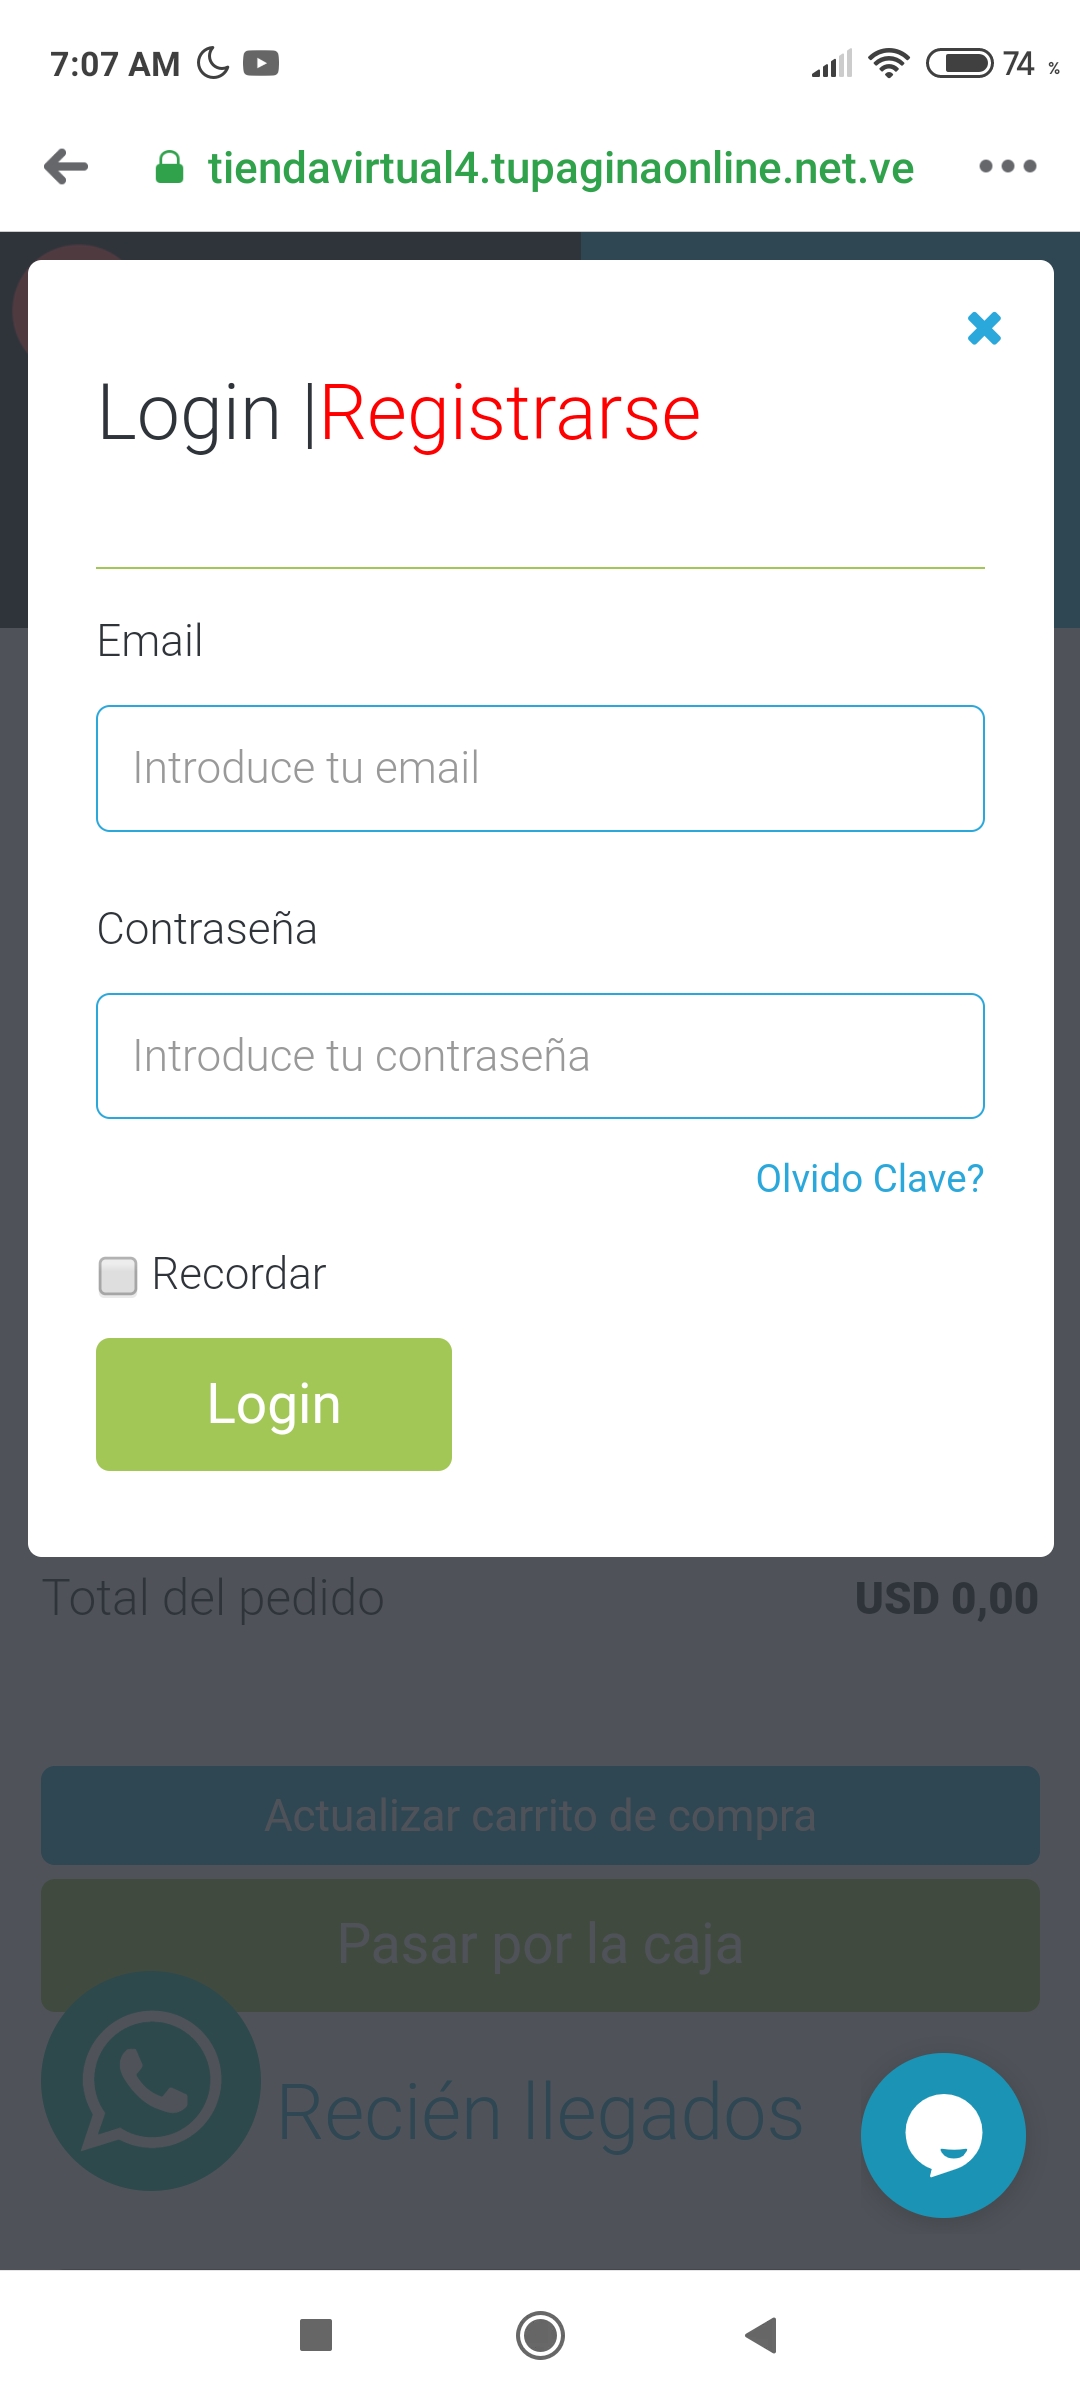 7:07 AM
74 %
tiendavirtual4.tupaginaonline.net.ve
Login |Registrarse
Email
Introduce tu email
Contraseña
Introduce tu contraseña
Olvido Clave?
Recordar
Login
Total del pedido USD 0,00
Actualizar carrito de compra
Pasar por la caja
Recién llegados